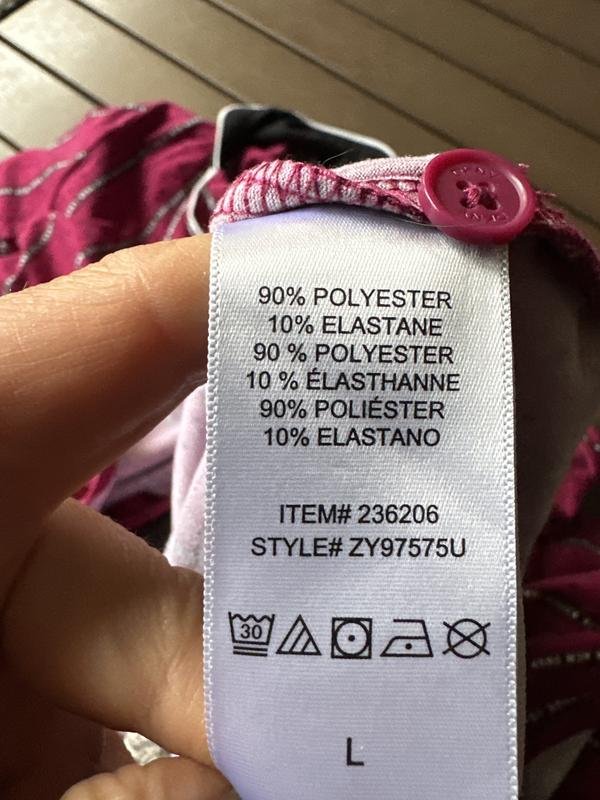 90% POLYESTER
10% ELASTANE
90 % POLYESTER
10 % ÉLASTHANNE
90% POLIÉSTER
10% ELASTANO
ITEM# 236206
STYLE# ZY97575U
30
L